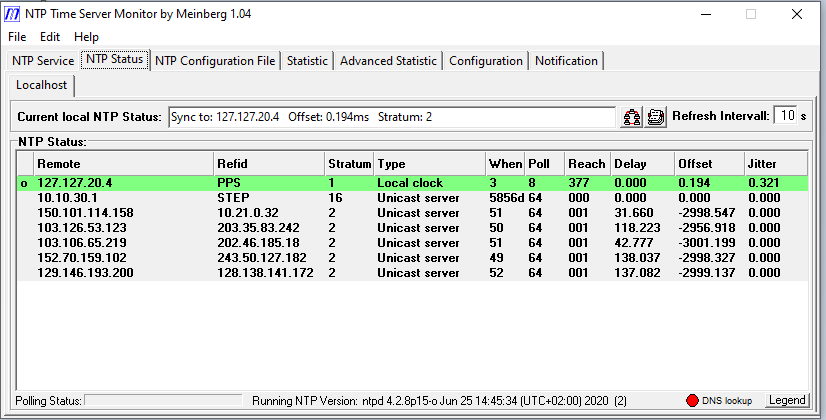 NTP Time Server Monitor by Meinberg 1.04
File Edit Help
NTP Service NTP Status NTP Configuration File Statistic Advanced Statistic Configuration Notification
Localhost
Current local NTP Status: Sync to: 127.127.20.4 Offset: 0.194ms Stratum: 2 Refresh Intervall: 10 s
NTP Status:
Remote Refid Stratum Type When Poll Reach Delay Offset Jitter
o 127.127.20.4 PPS 1 Local clock 3 8 377 0.000 0.194 0.321
10.10.30.1 STEP 16 Unicast server 5856d 64 000 0.000 0.000 0.000
150.101.114.158 10.21.0.32 2 Unicast server 51 64 001 31.660 -2998.547 0.000
103.126.53.123 203.35.83.242 2 Unicast server 50 64 001 118.223 -2956.918 0.000
103.106.65.219 202.46.185.18 2 Unicast server 51 64 001 42.777 -3001.199 0.000
152.70.159.102 243.50.127.182 2 Unicast server 49 64 001 138.037 -2998.327 0.000
129.146.193.200 128.138.141.172 2 Unicast server 52 64 001 137.082 -2999.137 0.000
Polling Status: Running NTP Version: ntpd 4.2.8p15-o Jun 25 14:45:34 (UTC+02:00) 2020 (2) DNS lookup Legend